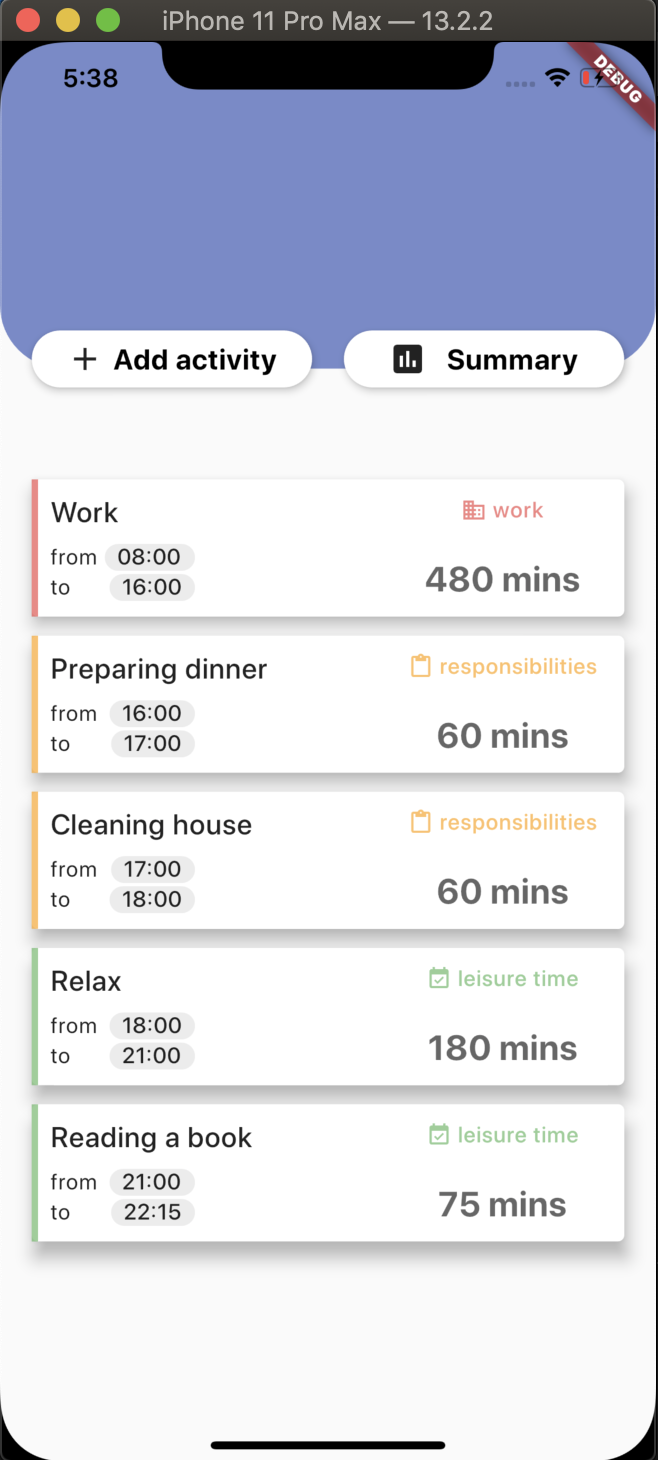 iPhone 11 Pro Max — 13.2.2
5:38
DEBUG
Add activity
Summary
Work
work
from 08:00
to 16:00
480 mins
Preparing dinner
responsibilities
from 16:00
to 17:00
60 mins
Cleaning house
responsibilities
from 17:00
to 18:00
60 mins
Relax
leisure time
from 18:00
to 21:00
180 mins
Reading a book
leisure time
from 21:00
to 22:15
75 mins